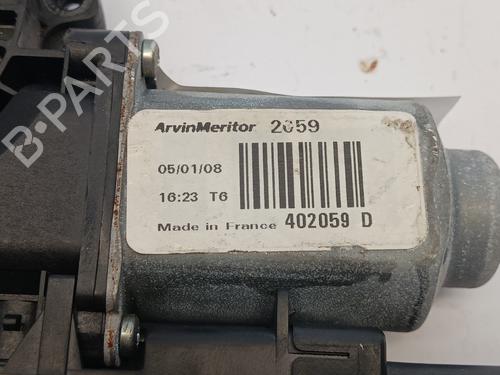 B-PARTS
ArvinMeritor 2059
05/01/08
16:23 T6
Made in France 402059 D